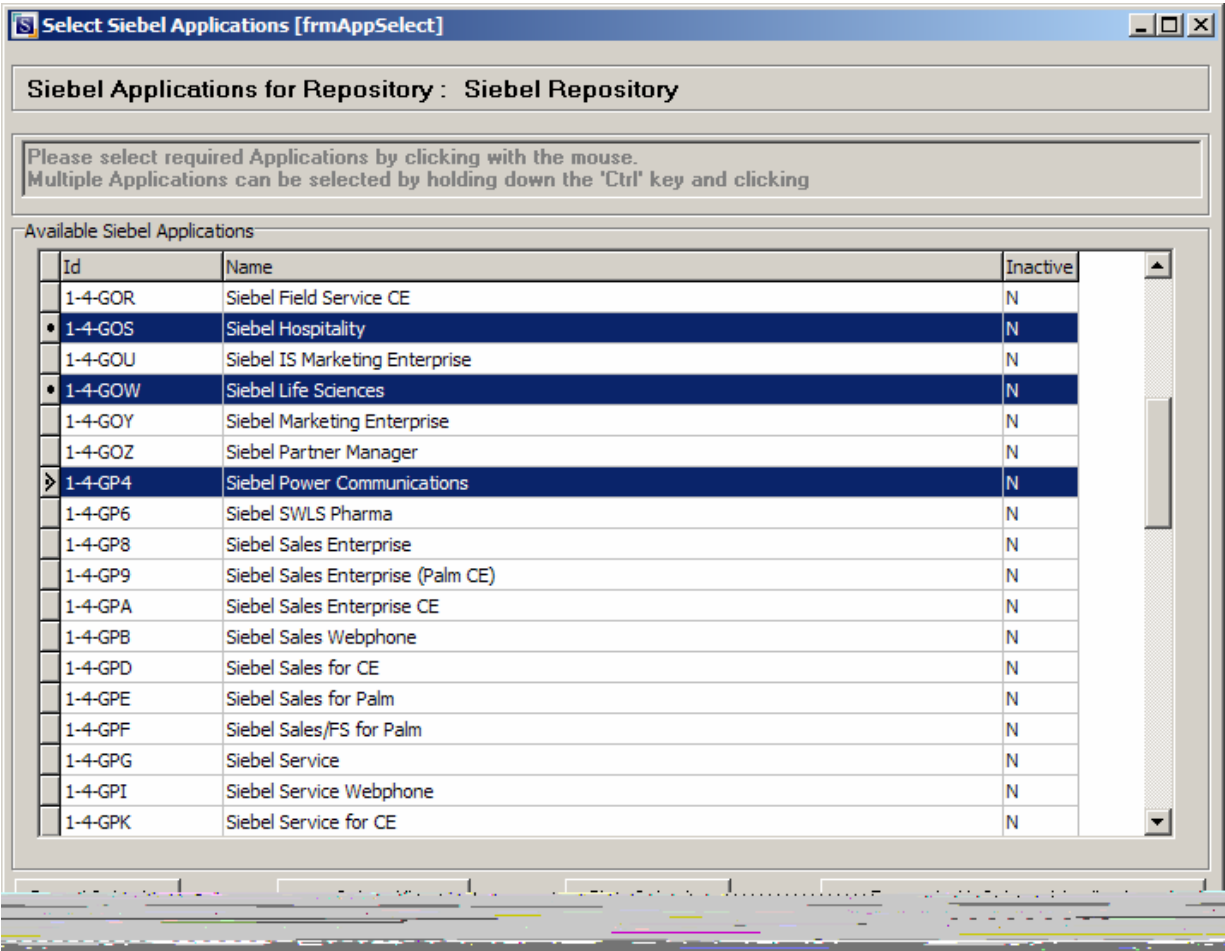 Select Siebel Applications [frmAppSelect]
Siebel Applications for Repository : Siebel Repository
Please select required Applications by clicking with the mouse.
Multiple Applications can be selected by holding down the 'Ctrl' key and clicking
Available Siebel Applications
Id Name Inactive
1-4-GOR Siebel Field Service CE N
1-4-GOS Siebel Hospitality N
1-4-GOU Siebel IS Marketing Enterprise N
1-4-GOW Siebel Life Sciences N
1-4-GOY Siebel Marketing Enterprise N
1-4-GOZ Siebel Partner Manager N
1-4-GP4 Siebel Power Communications N
1-4-GP6 Siebel SWLS Pharma N
1-4-GP8 Siebel Sales Enterprise N
1-4-GP9 Siebel Sales Enterprise (Palm CE) N
1-4-GPA Siebel Sales Enterprise CE N
1-4-GPB Siebel Sales Webphone N
1-4-GPD Siebel Sales for CE N
1-4-GPE Siebel Sales for Palm N
1-4-GPF Siebel Sales/FS for Palm N
1-4-GPG Siebel Service N
1-4-GPI Siebel Service Webphone N
1-4-GPK Siebel Service for CE N